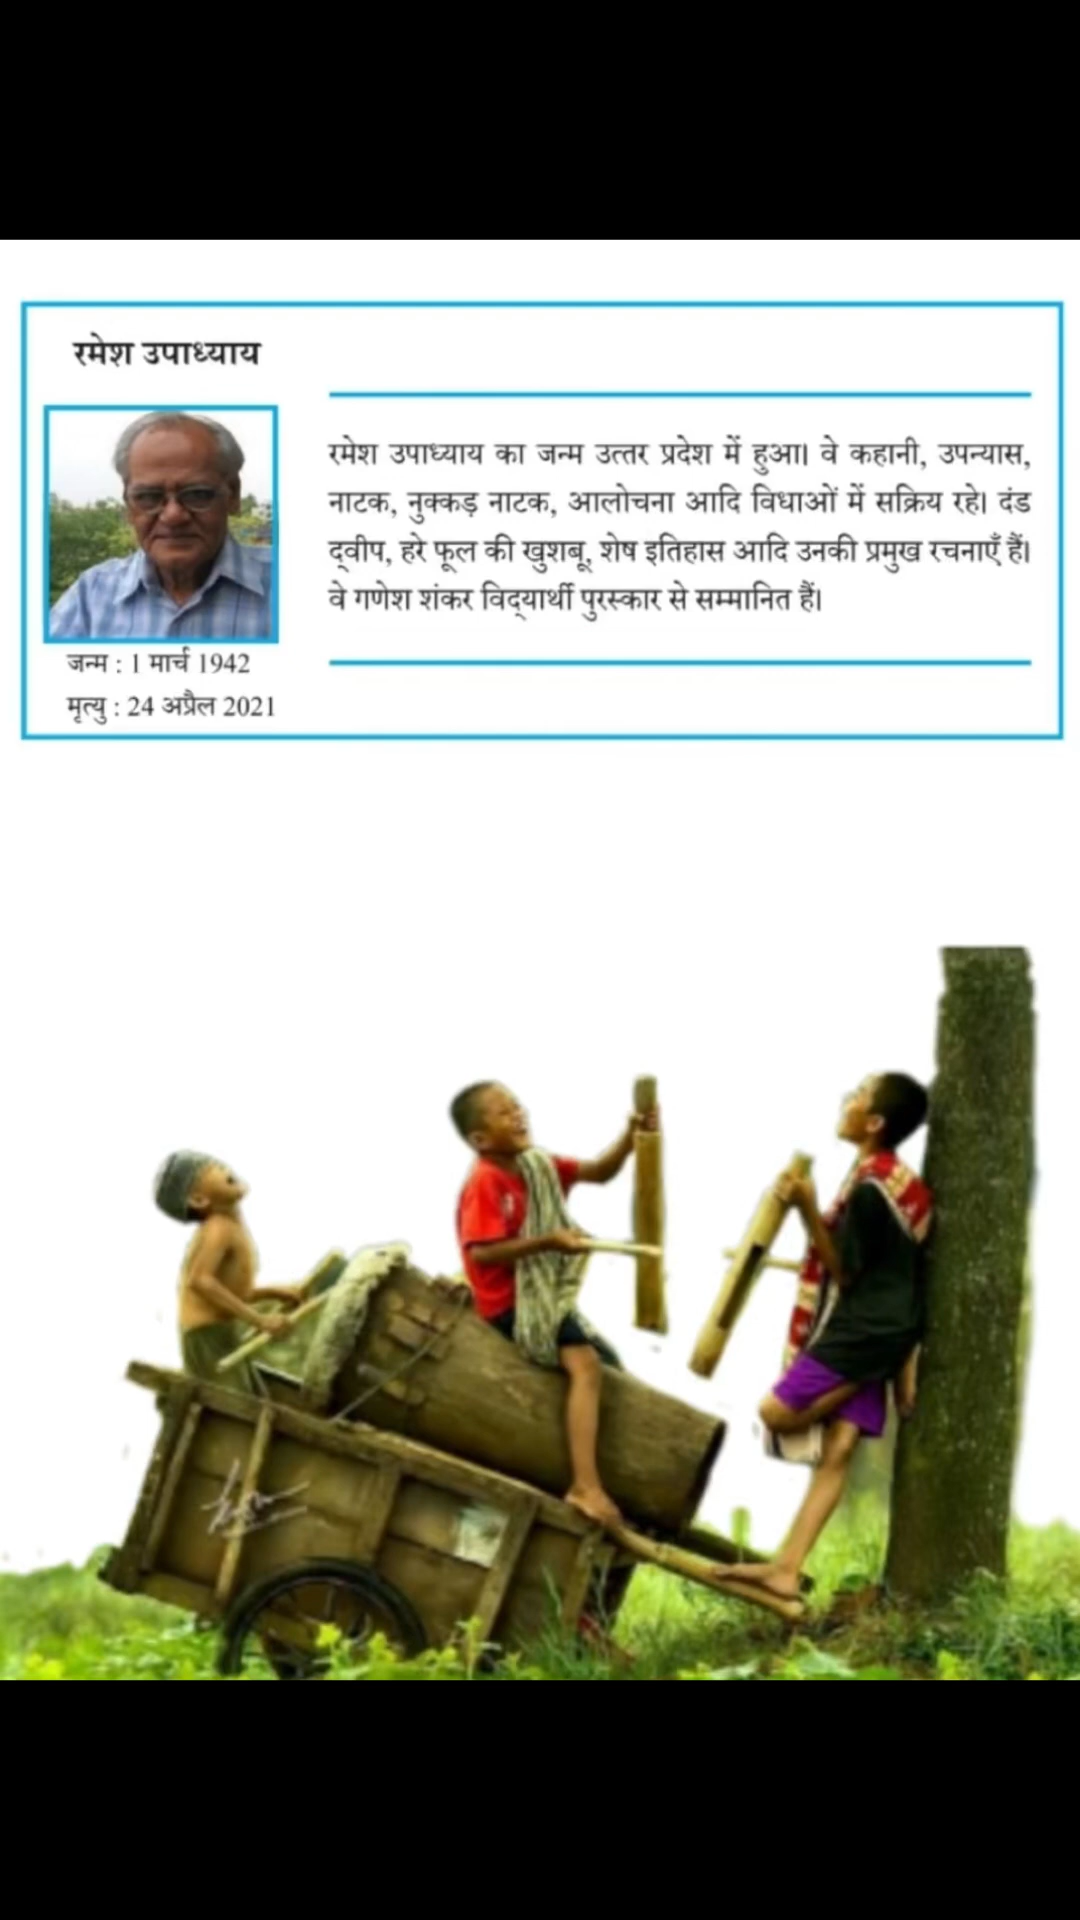 रमेश उपाध्याय
रमेश उपाध्याय का जन्म उत्तर प्रदेश में हुआ। वे कहानी, उपन्यास,
नाटक, नुक्कड़ नाटक, आलोचना आदि विधाओं में सक्रिय रहे। दंड
द्‌वीप, हरे फूल की खुशबू, शेष इतिहास आदि उनकी प्रमुख रचनाएँ हैं।
वे गणेश शंकर विद्‌यार्थी पुरस्कार से सम्मानित हैं।
जन्म : 1 मार्च 1942
मृत्यु : 24 अप्रैल 2021